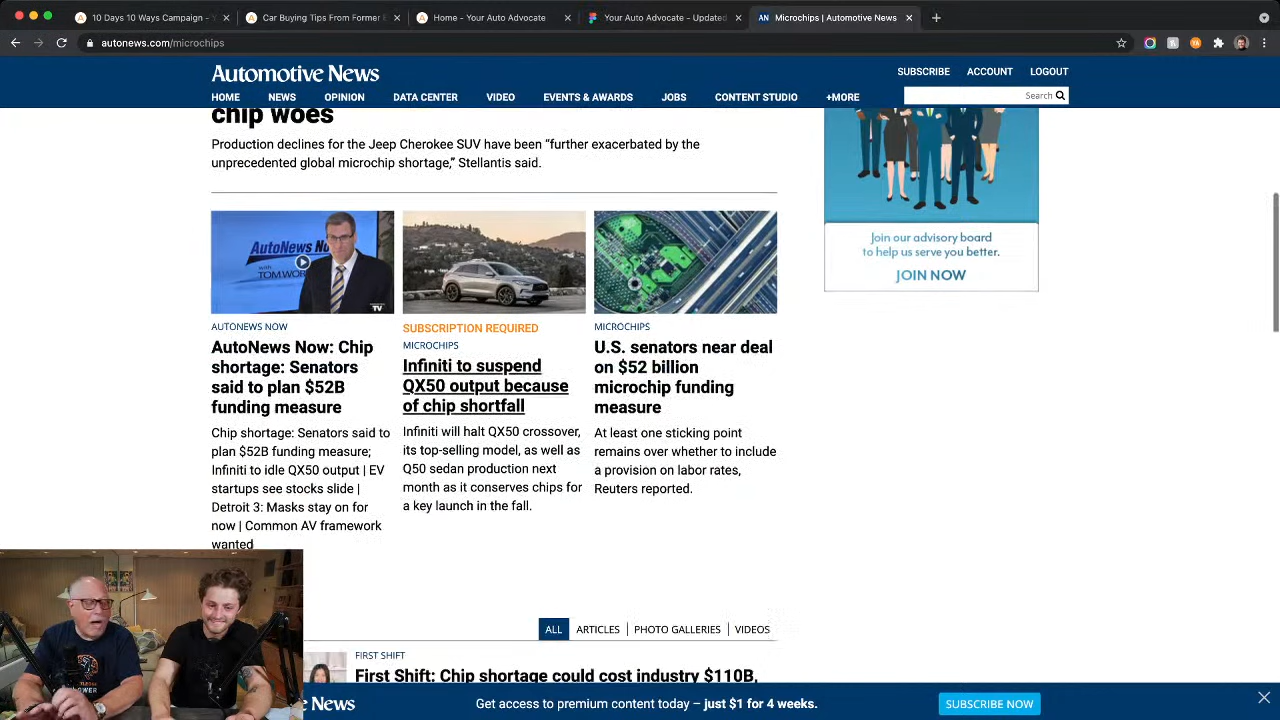 10 Days 10 Ways Campaign - Y
Car Buying Tips From Former E
Home - Your Auto Advocate
Your Auto Advocate - Updated
AN Microchips | Automotive News
autonews.com/microchips
Automotive News
SUBSCRIBE ACCOUNT LOGOUT
HOME NEWS OPINION DATA CENTER VIDEO EVENTS & AWARDS JOBS CONTENT STUDIO +MORE
Search
chip woes
Production declines for the Jeep Cherokee SUV have been “further exacerbated by the
unprecedented global microchip shortage,” Stellantis said.
Join our advisory board
to help us serve you better.
JOIN NOW
AUTONEWS NOW
AutoNews Now: Chip
shortage: Senators
said to plan $52B
funding measure
Chip shortage: Senators said to
plan $52B funding measure;
Infiniti to idle QX50 output | EV
startups see stocks slide |
Detroit 3: Masks stay on for
now | Common AV framework
wanted
SUBSCRIPTION REQUIRED
MICROCHIPS
Infiniti to suspend
QX50 output because
of chip shortfall
Infiniti will halt QX50 crossover,
its top-selling model, as well as
Q50 sedan production next
month as it conserves chips for
a key launch in the fall.
MICROCHIPS
U.S. senators near deal
on $52 billion
microchip funding
measure
At least one sticking point
remains over whether to include
a provision on labor rates,
Reuters reported.
ALL ARTICLES PHOTO GALLERIES VIDEOS
FIRST SHIFT
First Shift: Chip shortage could cost industry $110B,
News
Get access to premium content today – just $1 for 4 weeks.
SUBSCRIBE NOW